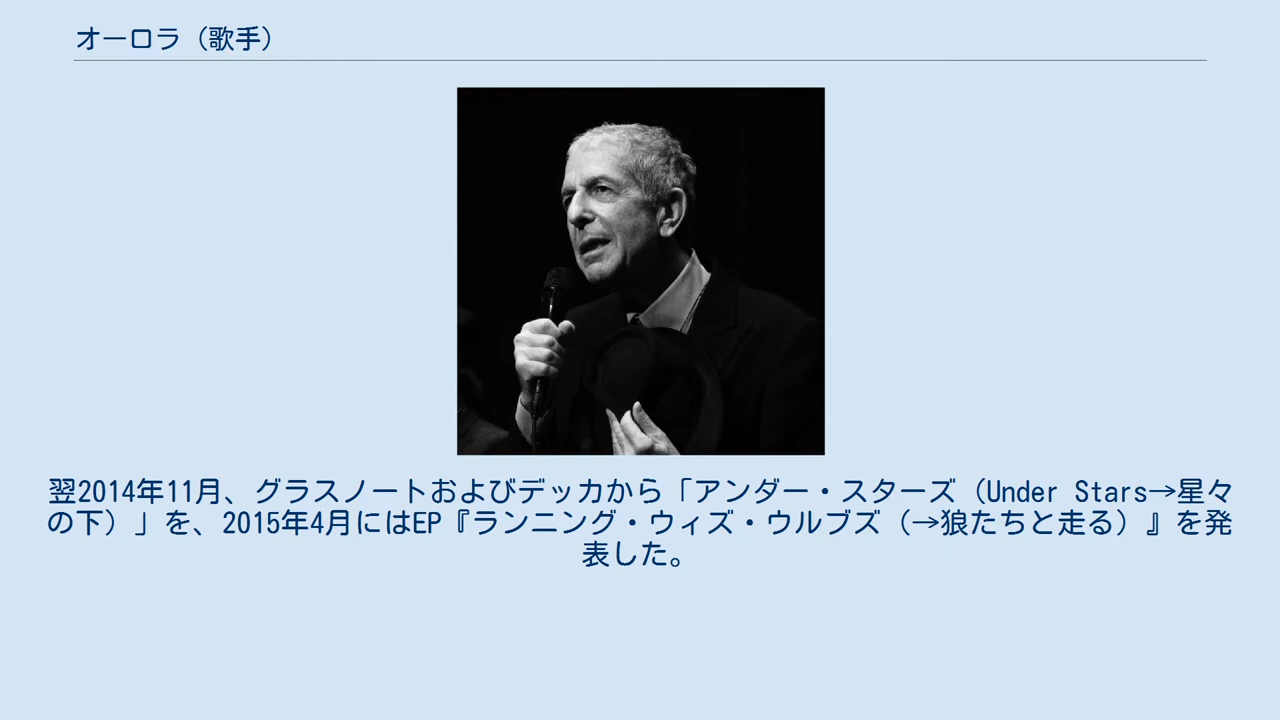 オーロラ（歌手）
翌2014年11月、グラスノートおよびデッカから「アンダー・スターズ（Under Stars→星々
の下）」を、2015年4月にはEP『ランニング・ウィズ・ウルブズ（→狼たちと走る）』を発
表した。